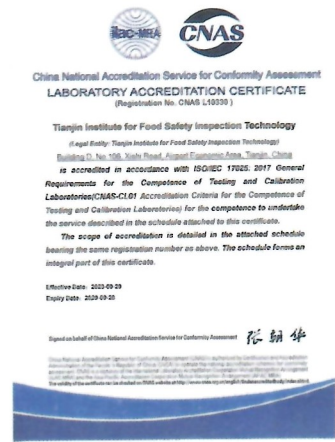 ilac-MRA
CNAS
China National Accreditation Service for Conformity Assessment
LABORATORY ACCREDITATION CERTIFICATE
(Registration No. CNAS L10330 )
Tianjin Institute for Food Safety Inspection Technology
(Legal Entity: Tianjin Institute for Food Safety Inspection Technology)
Building D, No.106, Xishi Road, Airport Economic Area, Tianjin, China
is accredited in accordance with ISO/IEC 17025: 2017 General
Requirements for the Competence of Testing and Calibration
Laboratories(CNAS-CL01 Accreditation Criteria for the Competence of
Testing and Calibration Laboratories) for the competence to undertake
the service described in the schedule attached to this certificate.
The scope of accreditation is detailed in the attached schedule
bearing the same registration number as above. The schedule forms an
integral part of this certificate.
Effective Date:
Expiry Date:
Signed on behalf of China National Accreditation Service for Conformity Assessment
张朝华